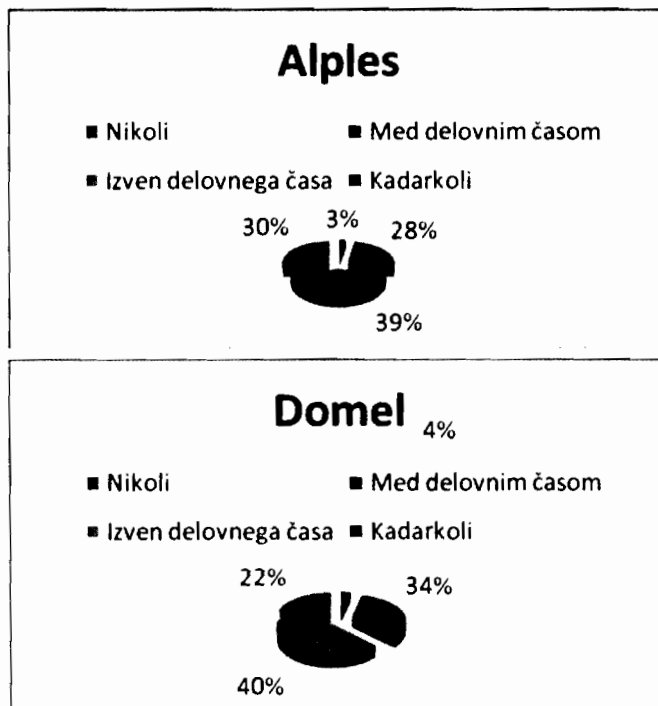 Alples
Nikoli Med delovnim časom
Izven delovnega časa Kadarkoli
30% 3% 28%
39%
Domel 4%
Nikoli Med delovnim časom
Izven delovnega časa Kadarkoli
22% 34%
40%